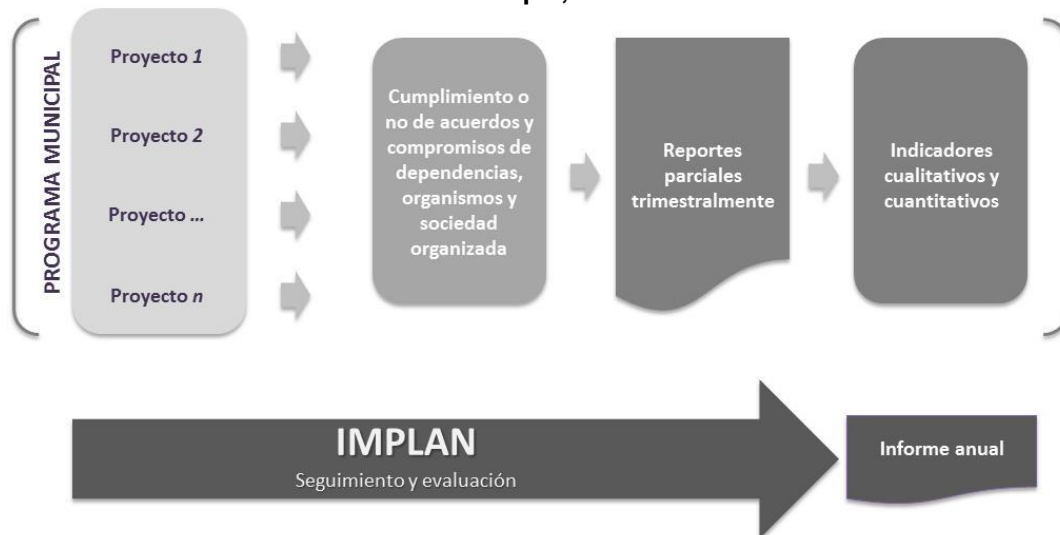 PROGRAMA MUNICIPAL
Proyecto 1
Proyecto 2
Proyecto ...
Proyecto n
Cumplimiento o
no de acuerdos y
compromisos de
dependencias,
organismos y
sociedad
organizada
Reportes
parciales
trimestralmente
Indicadores
cualitativos y
cuantitativos
IMPLAN
Seguimiento y evaluación
Informe anual